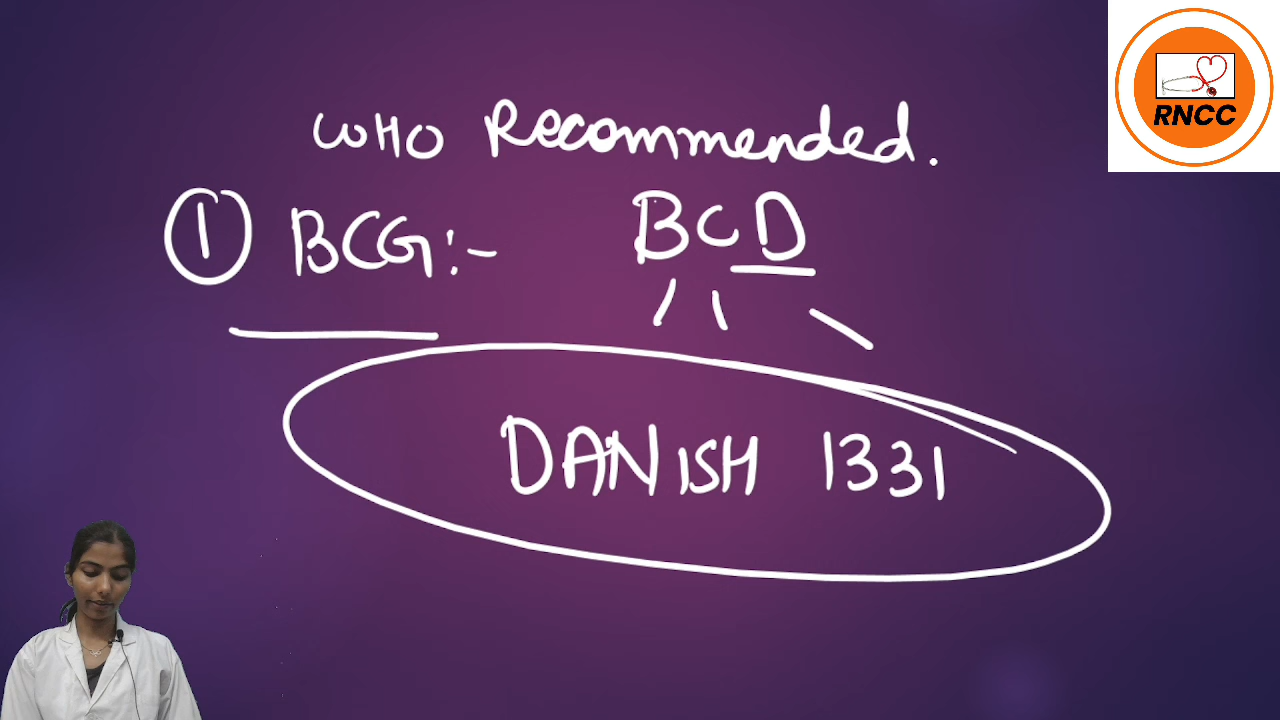 RNCC
WHO Recommended.
① BCG:- BCD
DANISH 1331